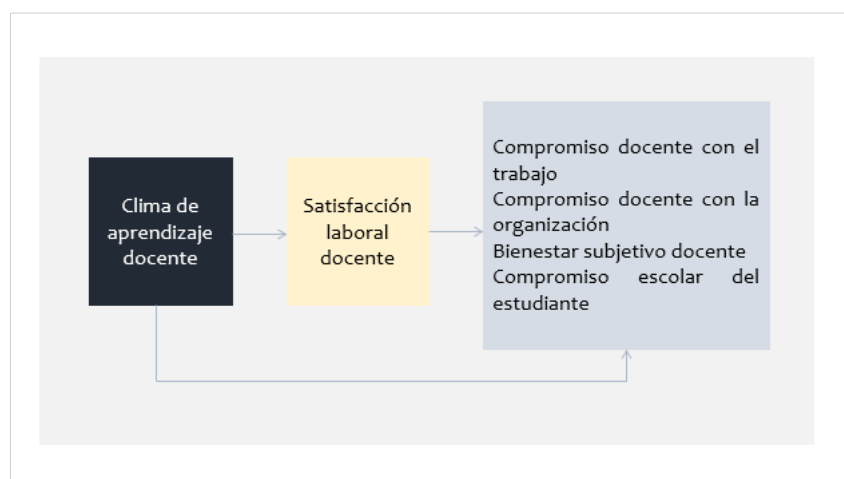 Clima de
aprendizaje
docente
Satisfacción
laboral
docente
Compromiso docente con el
trabajo
Compromiso docente con la
organización
Bienestar subjetivo docente
Compromiso escolar del
estudiante